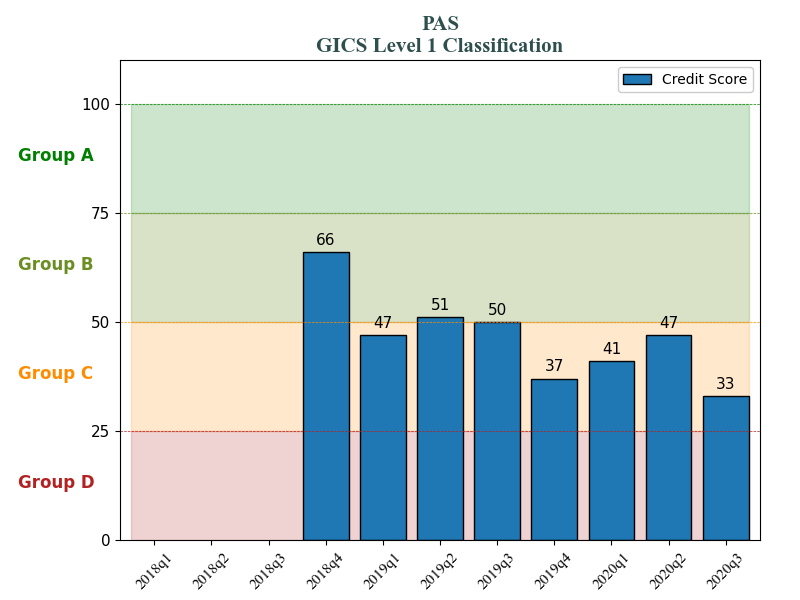 PAS
GICS Level 1 Classification
Credit Score
100
Group A
75
Group B
66
51
50
47
50
47
41
Group C
37
33
25
Group D
0
2018q1 2018q2 2018q3 2018q4 2019q1 2019q2 2019q3 2019q4 2020q1 2020q2 2020q3